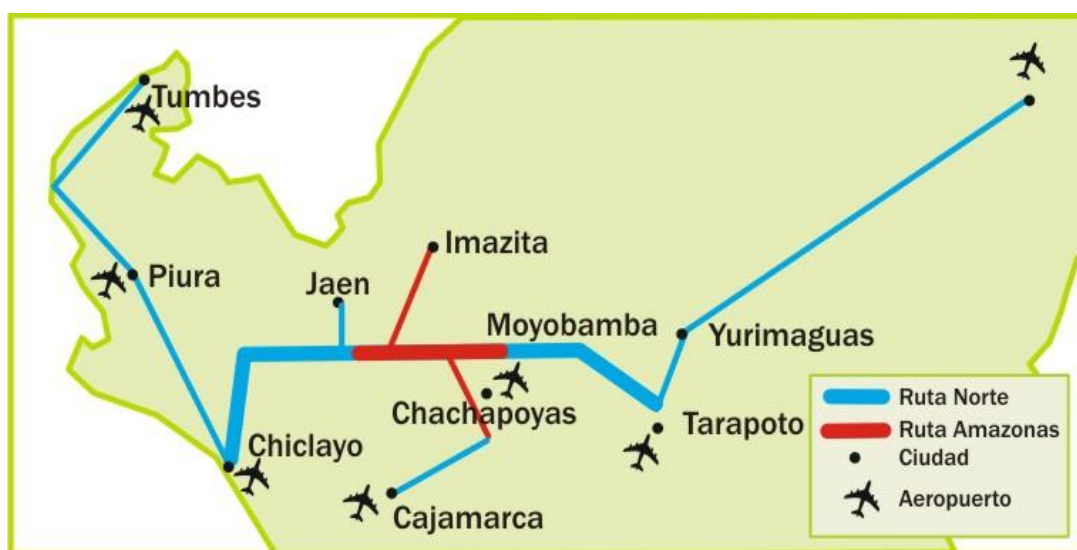 Tumbes
Imazita
Piura
Jaen
Moyobamba
Yurimaguas
Chachapoyas
Tarapoto
Chiclayo
Cajamarca
Ruta Norte
Ruta Amazonas
Ciudad
Aeropuerto